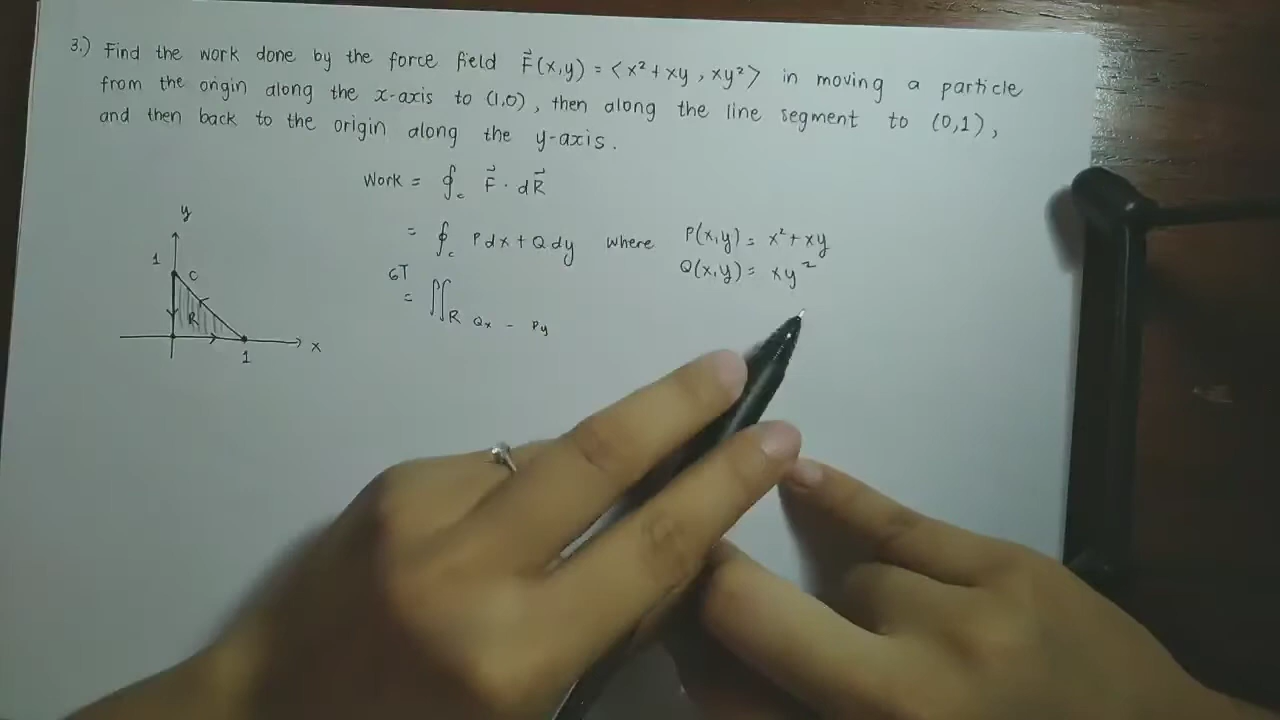 3.) Find the work done by the force field F⃗(x,y) = ⟨x² + xy, xy²⟩ in moving a particle
from the origin along the x-axis to (1,0), then along the line segment to (0,1),
and then back to the origin along the y-axis.
Work = ∮c F⃗ · dR⃗
= ∮c Pdx + Qdy where P(x,y) = x² + xy
Q(x,y) = xy²
GT
= ∬R Qx - Py
y
1
C
R
1
x